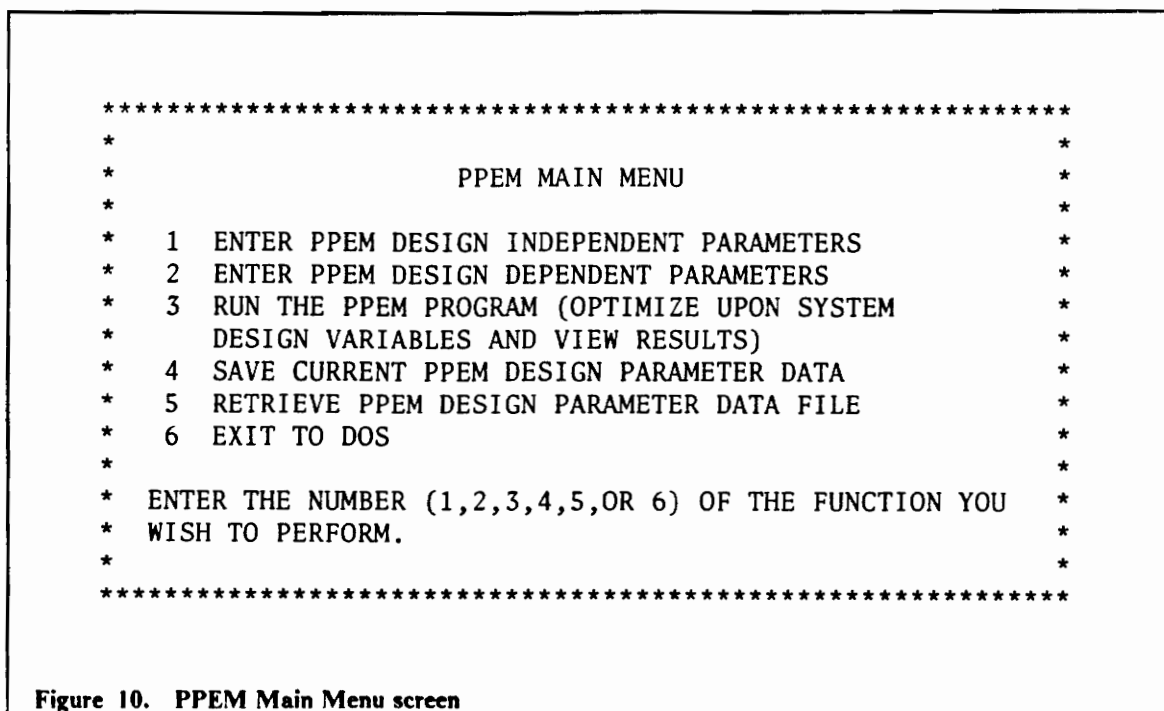 ************************************************************
* *
* PPEM MAIN MENU *
* *
* 1 ENTER PPEM DESIGN INDEPENDENT PARAMETERS *
* 2 ENTER PPEM DESIGN DEPENDENT PARAMETERS *
* 3 RUN THE PPEM PROGRAM (OPTIMIZE UPON SYSTEM *
* DESIGN VARIABLES AND VIEW RESULTS) *
* 4 SAVE CURRENT PPEM DESIGN PARAMETER DATA *
* 5 RETRIEVE PPEM DESIGN PARAMETER DATA FILE *
* 6 EXIT TO DOS *
* *
* ENTER THE NUMBER (1,2,3,4,5,OR 6) OF THE FUNCTION YOU *
* WISH TO PERFORM. *
* *
************************************************************
Figure 10. PPEM Main Menu screen